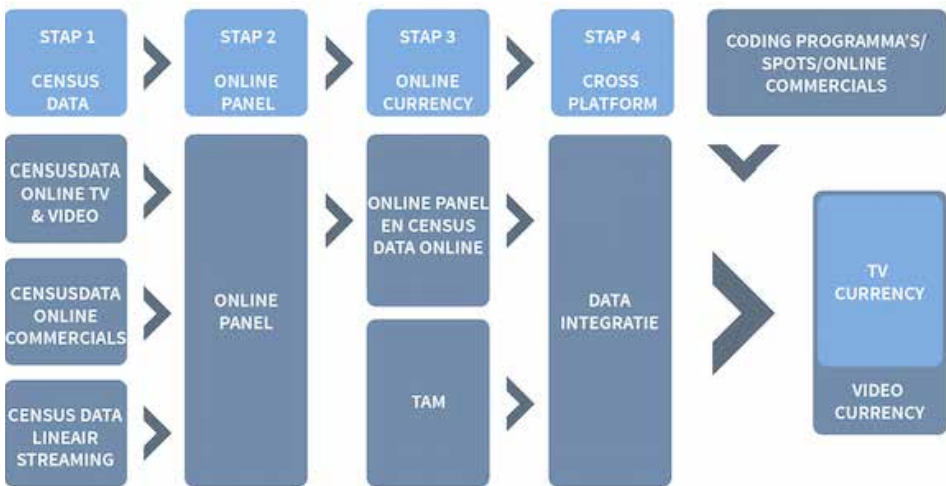 STAP 1
CENSUS
DATA
STAP 2
ONLINE
PANEL
STAP 3
ONLINE
CURRENCY
STAP 4
CROSS
PLATFORM
CODING PROGRAMMA'S/
SPOTS/ONLINE
COMMERCIALS
CENSUSDATA
ONLINE TV
& VIDEO
CENSUSDATA
ONLINE
COMMERCIALS
CENSUS DATA
LINEAIR
STREAMING
ONLINE
PANEL
ONLINE PANEL
EN CENSUS
DATA ONLINE
TAM
DATA
INTEGRATIE
TV
CURRENCY
VIDEO
CURRENCY